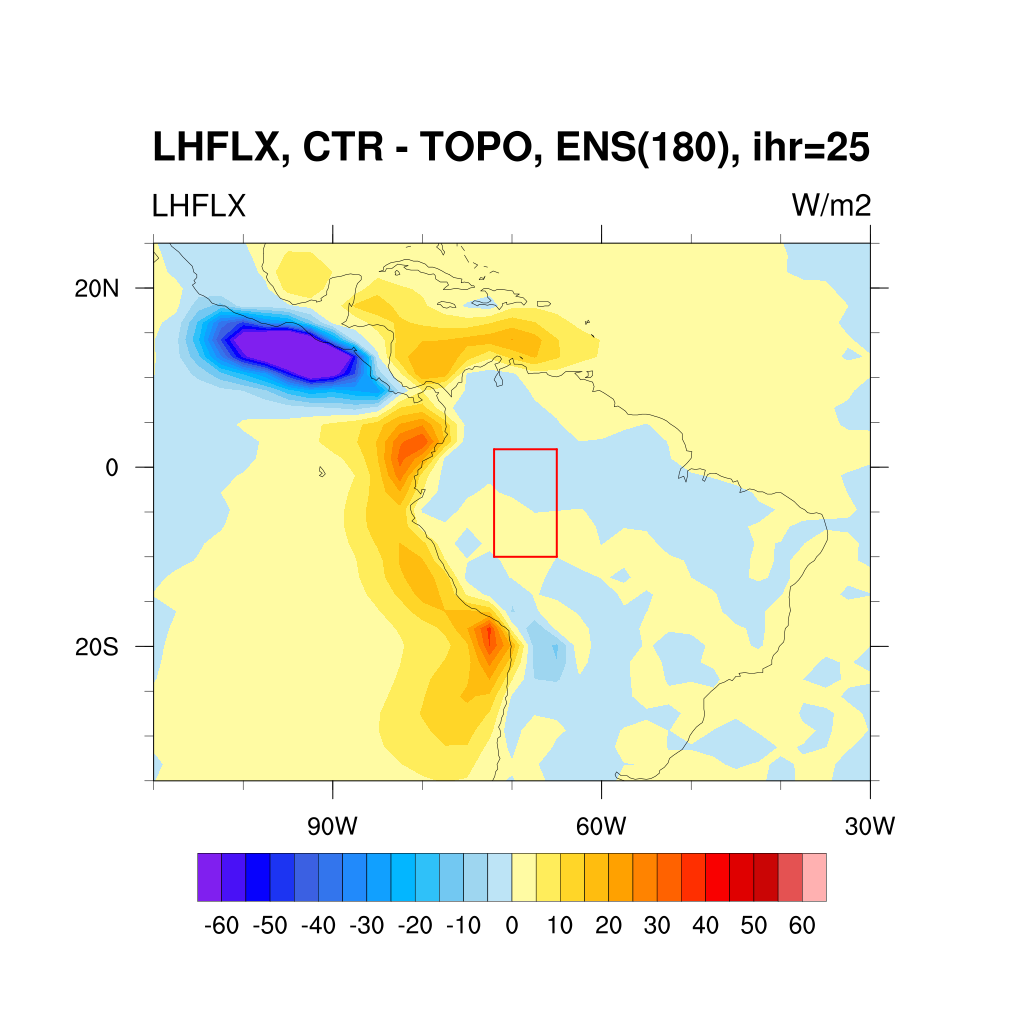 LHFLX, CTR - TOPO, ENS(180), ihr=25
LHFLX W/m2
20N
0
20S
90W 60W 30W
-60 -50 -40 -30 -20 -10 0 10 20 30 40 50 60